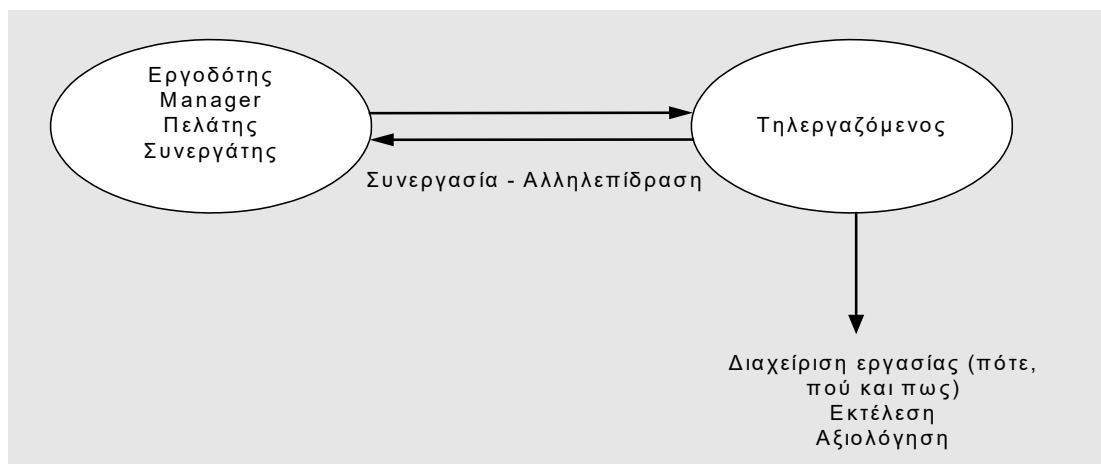 Εργοδότης
Manager
Πελάτης
Συνεργάτης
Τηλεργαζόμενος
Συνεργασία - Αλληλεπίδραση
Διαχείριση εργασίας (πότε,
πού και πως)
Εκτέλεση
Αξιολόγηση